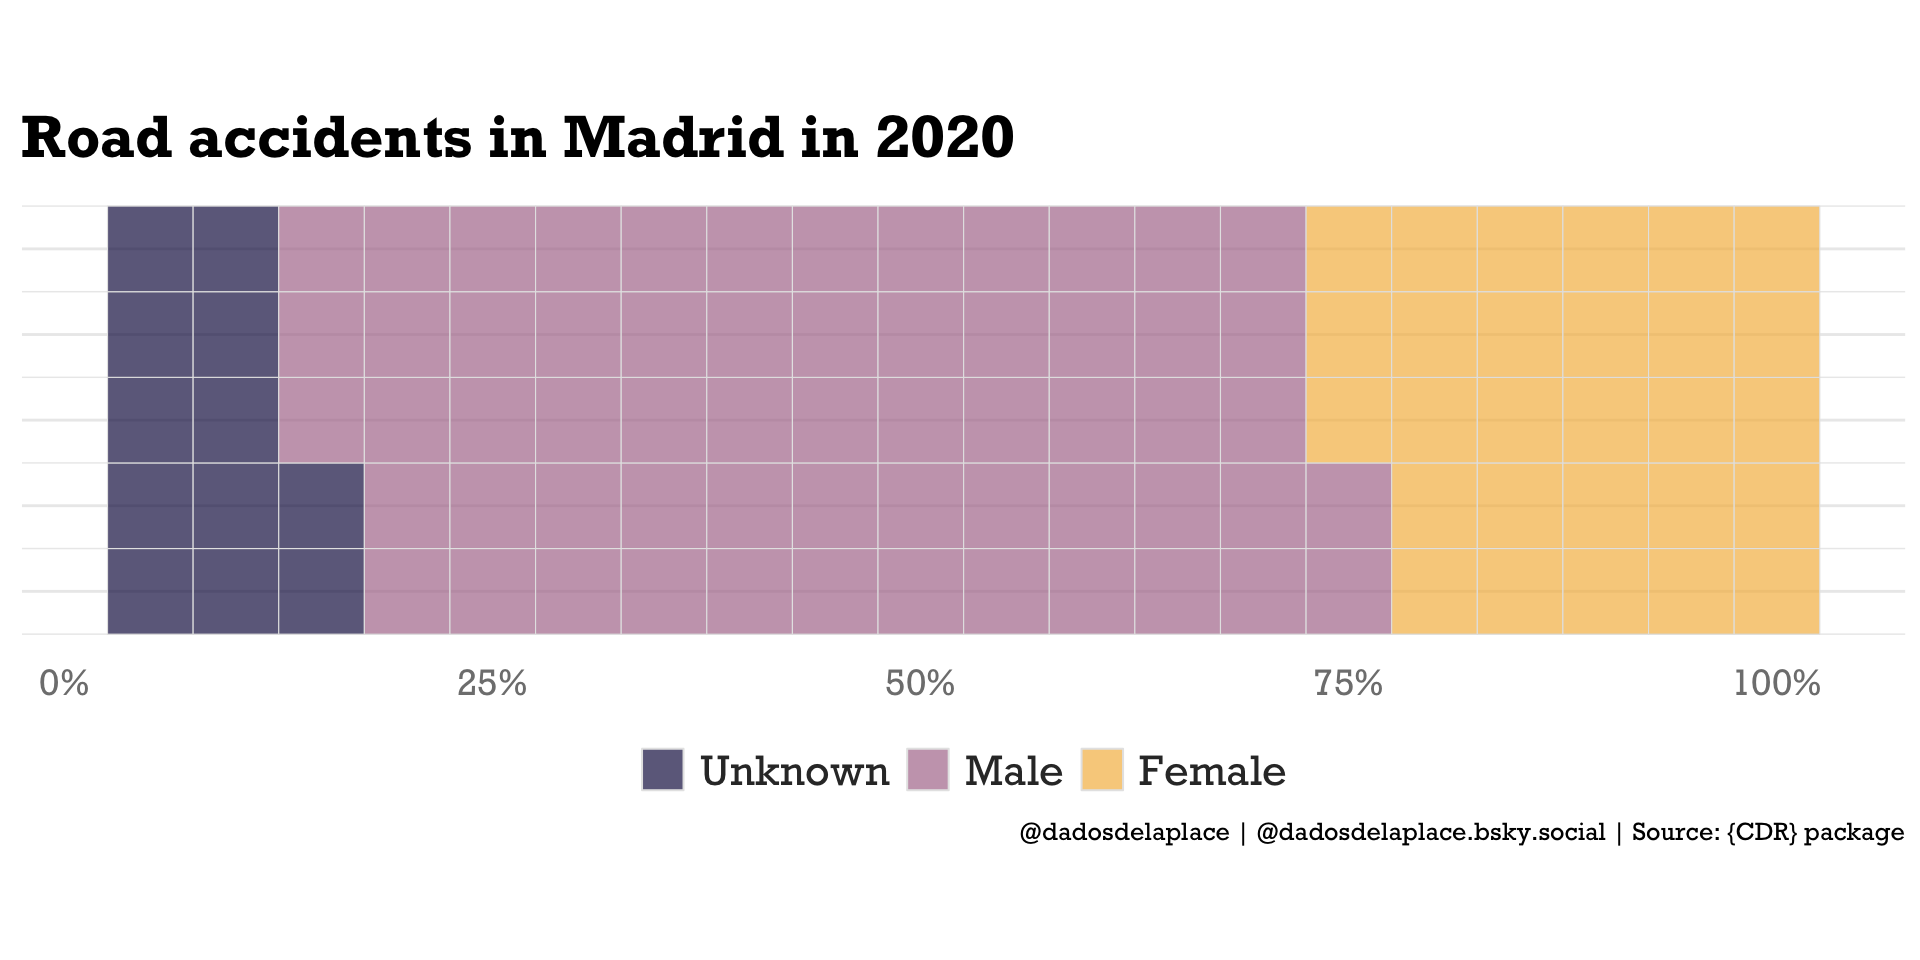 Road accidents in Madrid in 2020
0% 25% 50% 75% 100%
Unknown Male Female
@dadosdelaplace | @dadosdelaplace.bsky.social | Source: {CDR} package